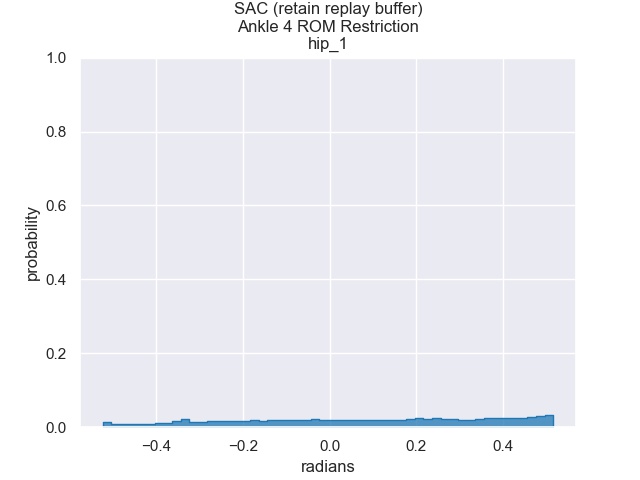 SAC (retain replay buffer)
Ankle 4 ROM Restriction
hip_1
1.0
0.8
0.6
0.4
0.2
0.0
probability
−0.4
−0.2
0.0
0.2
0.4
radians